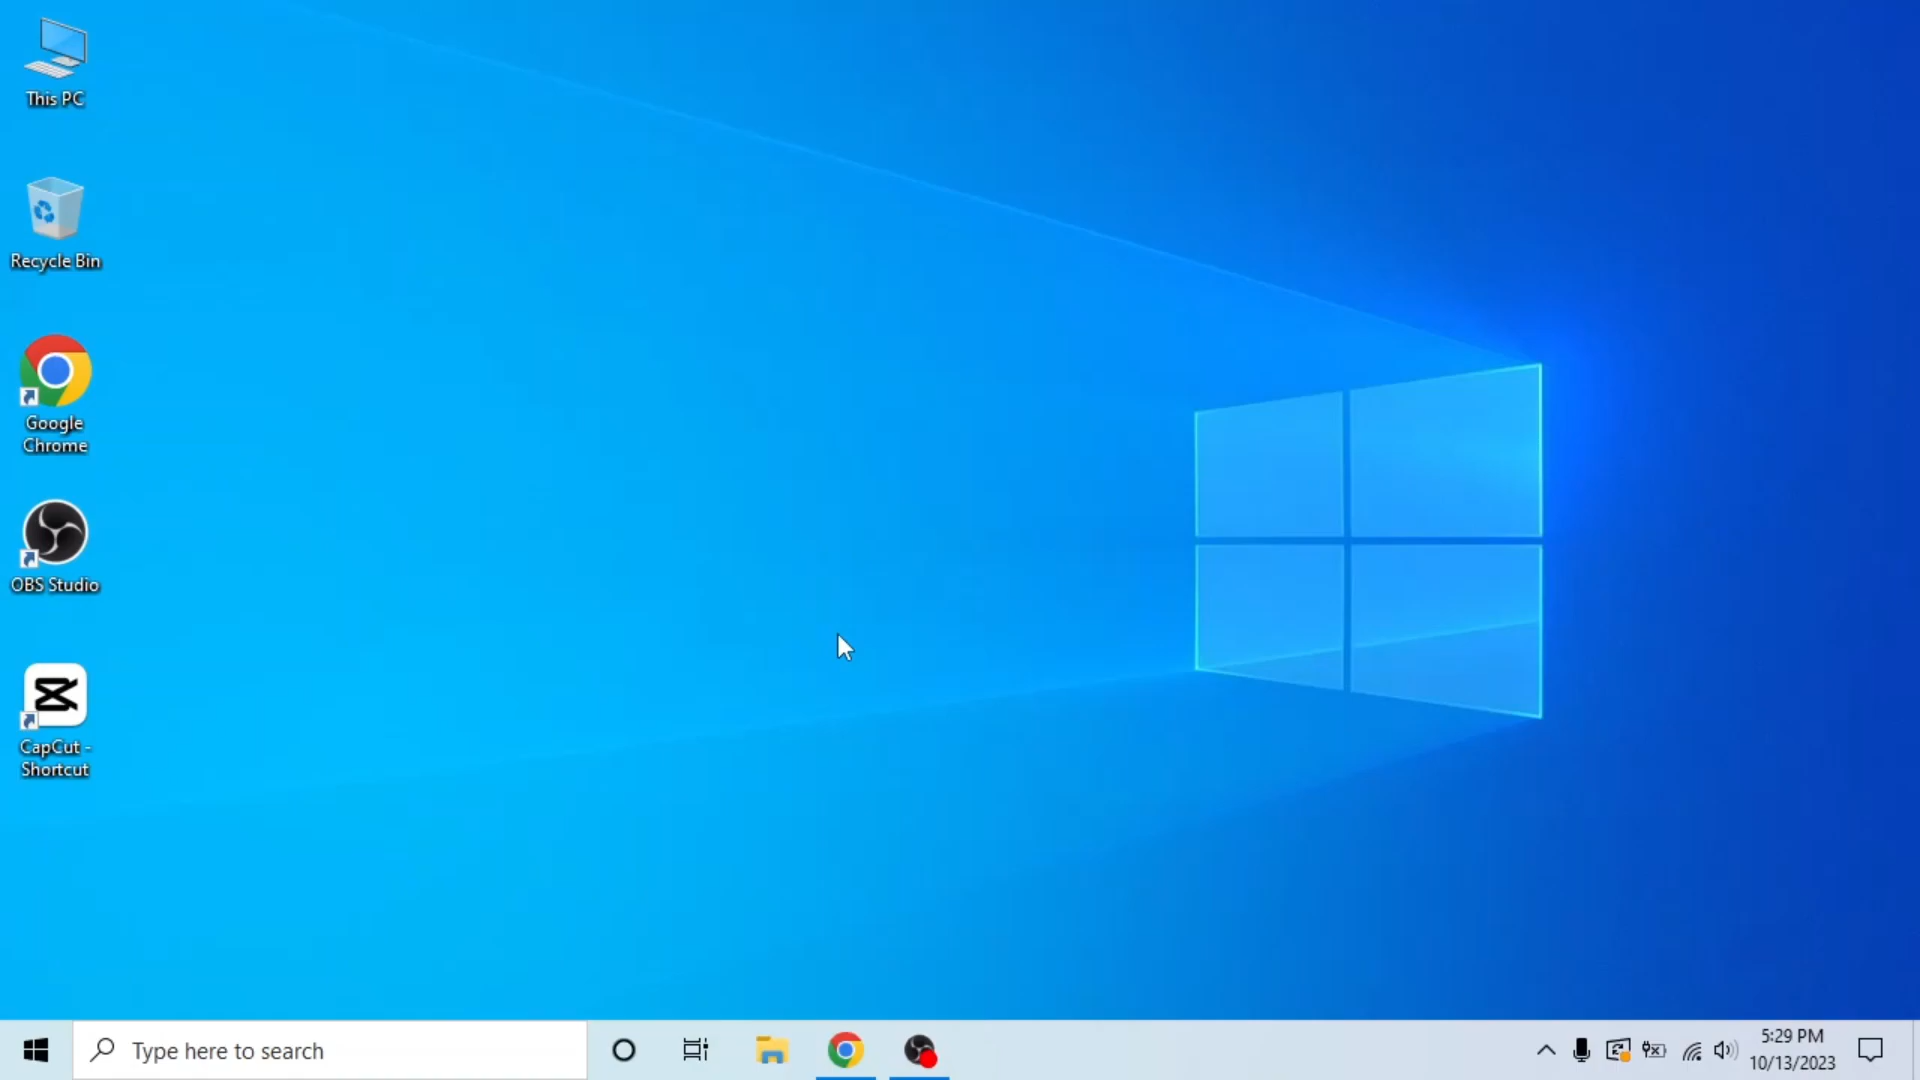 This PC
Recycle Bin
Google
Chrome
OBS Studio
CapCut -
Shortcut
Type here to search
5:29 PM
10/13/2023